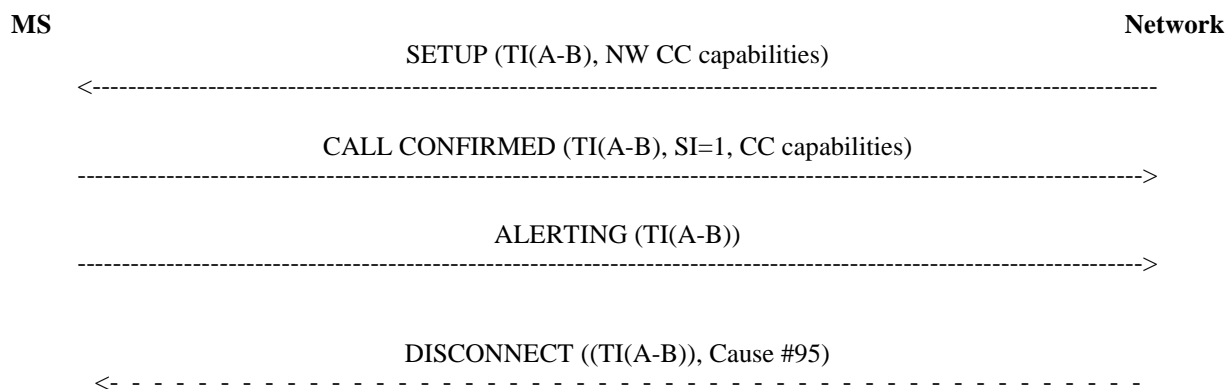 MS Network
SETUP (TI(A-B), NW CC capabilities)
<------------------------------------------------------------------------------------------------------------------------
CALL CONFIRMED (TI(A-B), SI=1, CC capabilities)
------------------------------------------------------------------------------------------------------------------------>
ALERTING (TI(A-B))
------------------------------------------------------------------------------------------------------------------------>
DISCONNECT ((TI(A-B)), Cause #95)
<- - - - - - - - - - - - - - - - - - - - - - - - - - - - - - - - - - - - - - - - - - - - - - -